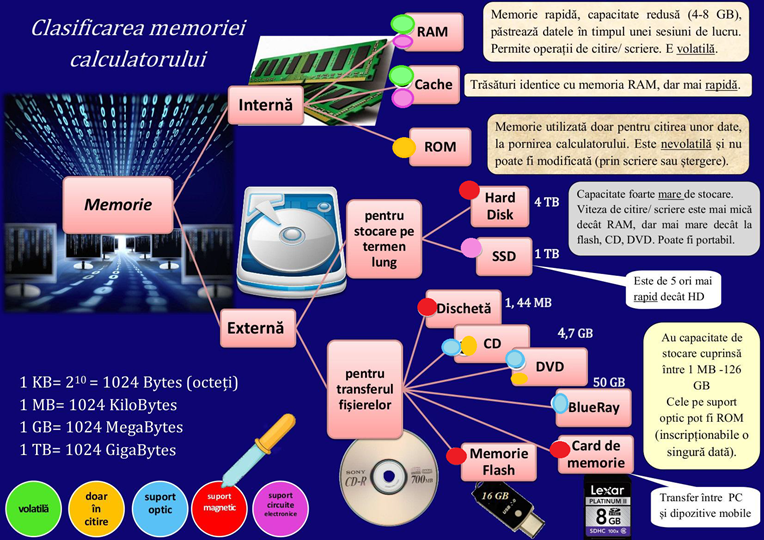 Clasificarea memoriei
calculatorului
Memorie
Internă
Externă
RAM
Cache
ROM
Memorie rapidă, capacitate redusă (4-8 GB),
păstrează datele în timpul unei sesiuni de lucru.
Permite operații de citire/ scriere. E volatilă.
Trăsături identice cu memoria RAM, dar mai rapidă.
Memorie utilizată doar pentru citirea unor date,
la pornirea calculatorului. Este nevolatilă și nu
poate fi modificată (prin scriere sau ștergere).
pentru
stocare pe
termen
lung
Hard
Disk
4 TB
SSD
1 TB
Capacitate foarte mare de stocare.
Viteza de citire/ scriere este mai mică
decât RAM, dar mai mare decât la
flash, CD, DVD. Poate fi portabil.
Este de 5 ori mai
rapid decât HD
pentru
transferul
fișierelor
Dischetă
1, 44 MB
CD
DVD
4,7 GB
BlueRay
50 GB
Memorie
Flash
Card de
memorie
Au capacitate de
stocare cuprinsă
între 1 MB -126
GB
Cele pe suport
optic pot fi ROM
(inscripționabile o
singură dată).
Transfer între PC
și dipozitive mobile
1 KB= 2¹⁰ = 1024 Bytes (octeți)
1 MB= 1024 KiloBytes
1 GB= 1024 MegaBytes
1 TB= 1024 GigaBytes
volatilă
doar
în
citire
suport
optic
suport
magnetic
suport
circuite
electronice
SONY
CD-R
700MB
16 GB
Lexar
PLATINUM II
8 GB
SDHC 100x